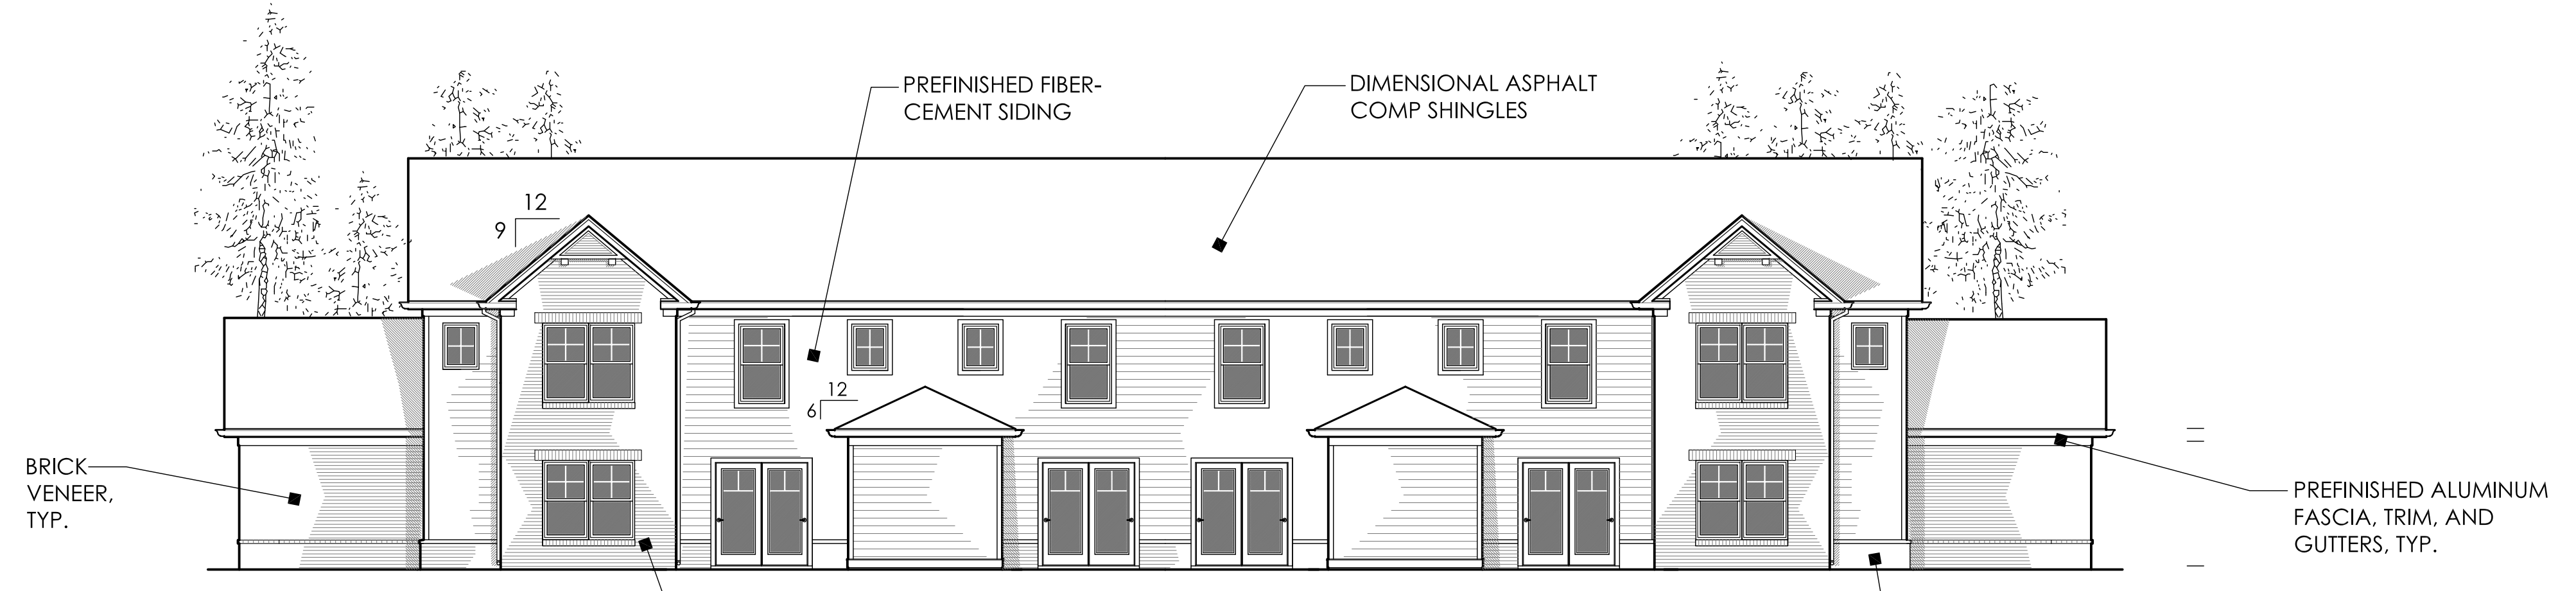 PREFINISHED FIBER-
CEMENT SIDING
DIMENSIONAL ASPHALT
COMP SHINGLES
12
9
12
6
BRICK
VENEER,
TYP.
PREFINISHED ALUMINUM
FASCIA, TRIM, AND
GUTTERS, TYP.